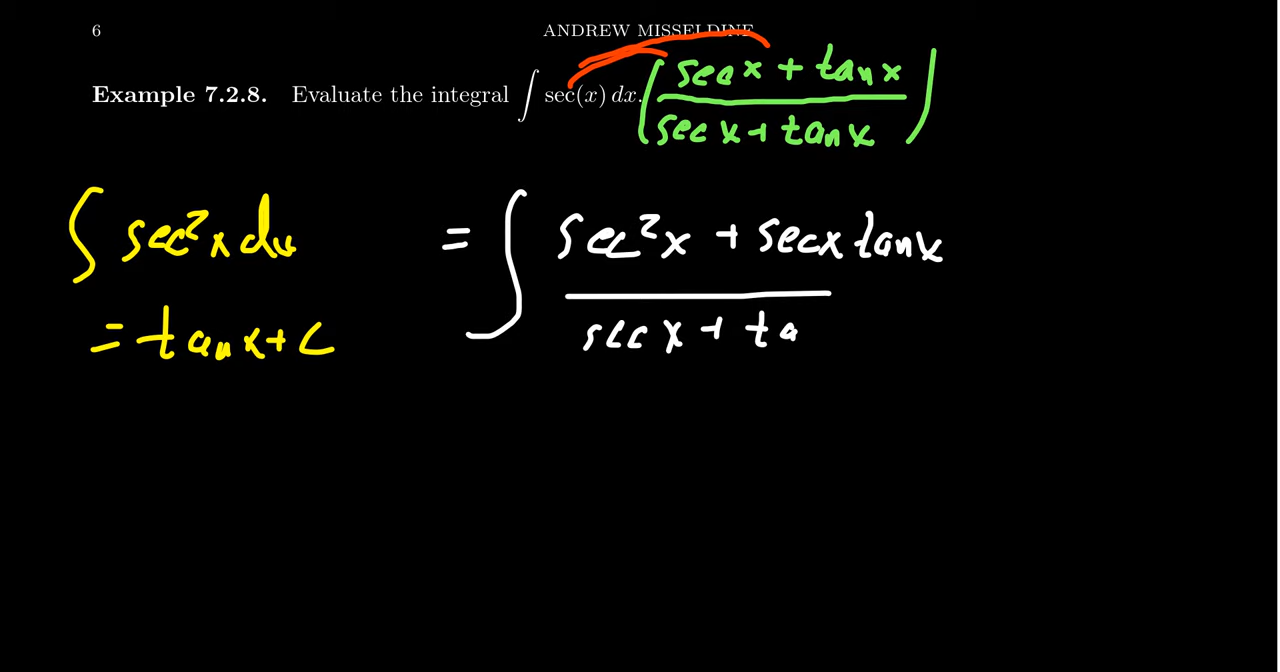 6 ANDREW MISSELDINE
Example 7.2.8. Evaluate the integral ∫ sec(x) dx. (sec x + tan x / sec x + tan x)
∫ sec²x dx = ∫ sec²x + sec x tan x / sec x + ta
= tan x + C